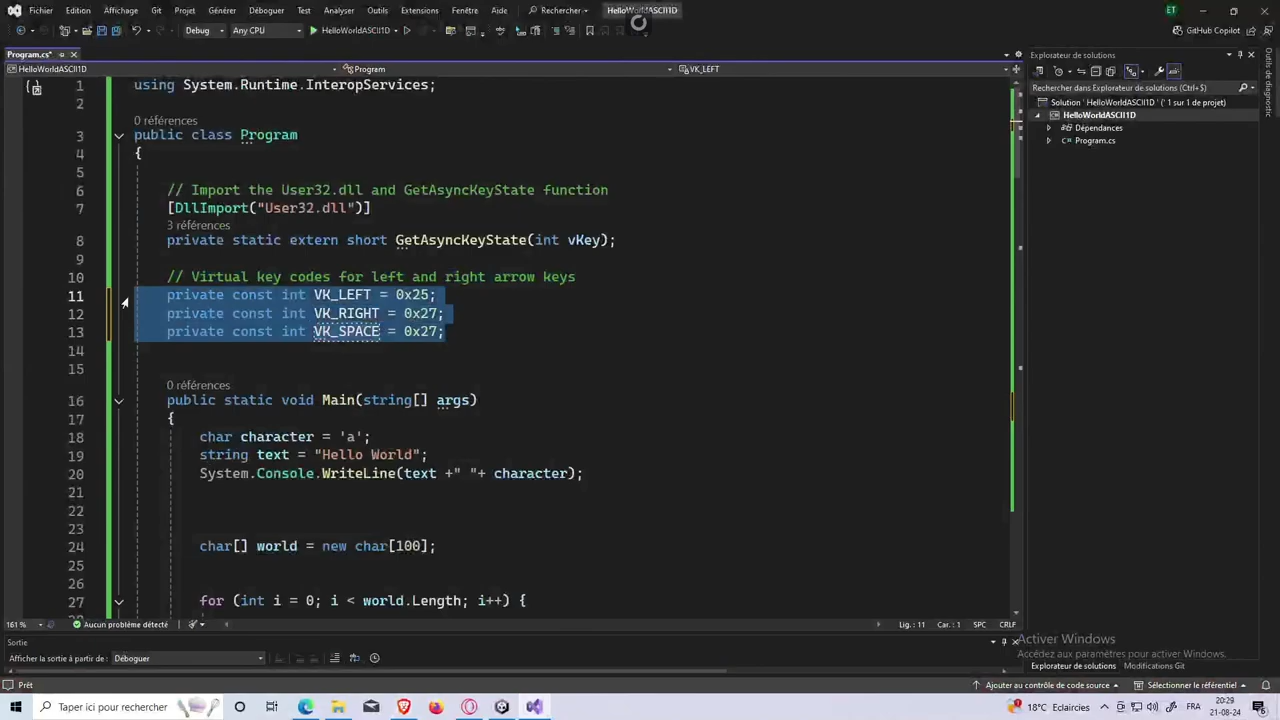 Fichier Edition Affichage Git Projet Générer Déboguer Test Analyser Outils Extensions Fenêtre Aide Rechercher HelloWorldASCII1D ET
Debug Any CPU HelloWorldASCII1D GitHub Copilot
Program.cs*
HelloWorldASCII1D Program VK_LEFT
1 using System.Runtime.InteropServices;
2
0 références
3 public class Program
4 {
5
6 // Import the User32.dll and GetAsyncKeyState function
7 [DllImport("User32.dll")]
3 références
8 private static extern short GetAsyncKeyState(int vKey);
9
10 // Virtual key codes for left and right arrow keys
11 private const int VK_LEFT = 0x25;
12 private const int VK_RIGHT = 0x27;
13 private const int VK_SPACE = 0x27;
14
15
0 références
16 public static void Main(string[] args)
17 {
18 char character = 'a';
19 string text = "Hello World";
20 System.Console.WriteLine(text +" "+ character);
21
22
23
24 char[] world = new char[100];
25
26
27 for (int i = 0; i < world.Length; i++) {
161 % Aucun problème détecté Lig. : 11 Car. : 1 SPC CRLF
Sortie
Afficher la sortie à partir de : Déboguer
Explorateur de solutions
Rechercher dans Explorateur de solutions (Ctrl+$)
Solution 'HelloWorldASCII1D' (' 1 sur 1 de projet)
HelloWorldASCII1D
Dépendances
Program.cs
Outils de diagnostic
Activer Windows
Accédez aux paramètres pour activer Windows.
Explorateur de solutions Modifications Git
Prêt Ajouter au contrôle de code source Sélectionner le référentiel
Taper ici pour rechercher 18°C Éclaircies FRA 20:29 21-08-24